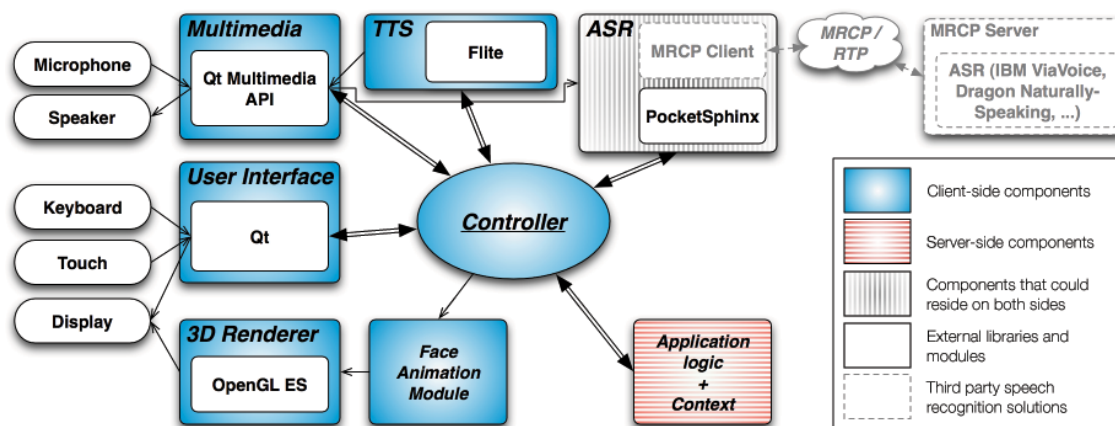 Multimedia
TTS
ASR
Microphone
Speaker
Qt Multimedia
API
Flite
MRCP Client
PocketSphinx
MRCP /
RTP
MRCP Server
ASR (IBM ViaVoice,
Dragon Naturally-
Speaking, ...)
User Interface
Keyboard
Touch
Display
Qt
Controller
3D Renderer
OpenGL ES
Face
Animation
Module
Application
logic
+
Context
Client-side components
Server-side components
Components that could
reside on both sides
External libraries and
modules
Third party speech
recognition solutions